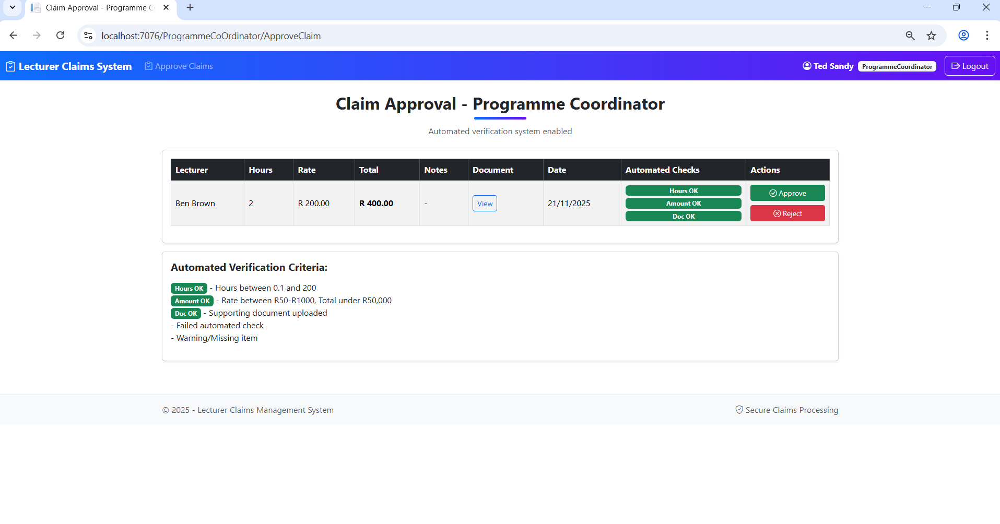 Claim Approval - Programme C
localhost:7076/ProgrammeCoOrdinator/ApproveClaim
Lecturer Claims System Approve Claims Ted Sandy ProgrammeCoordinator Logout
Claim Approval - Programme Coordinator
Automated verification system enabled
Lecturer Hours Rate Total Notes Document Date Automated Checks Actions
Ben Brown 2 R 200.00 R 400.00 - View 21/11/2025
Hours OK
Amount OK
Doc OK
Approve
Reject
Automated Verification Criteria:
Hours OK - Hours between 0.1 and 200
Amount OK - Rate between R50-R1000, Total under R50,000
Doc OK - Supporting document uploaded
- Failed automated check
- Warning/Missing item
© 2025 - Lecturer Claims Management System Secure Claims Processing